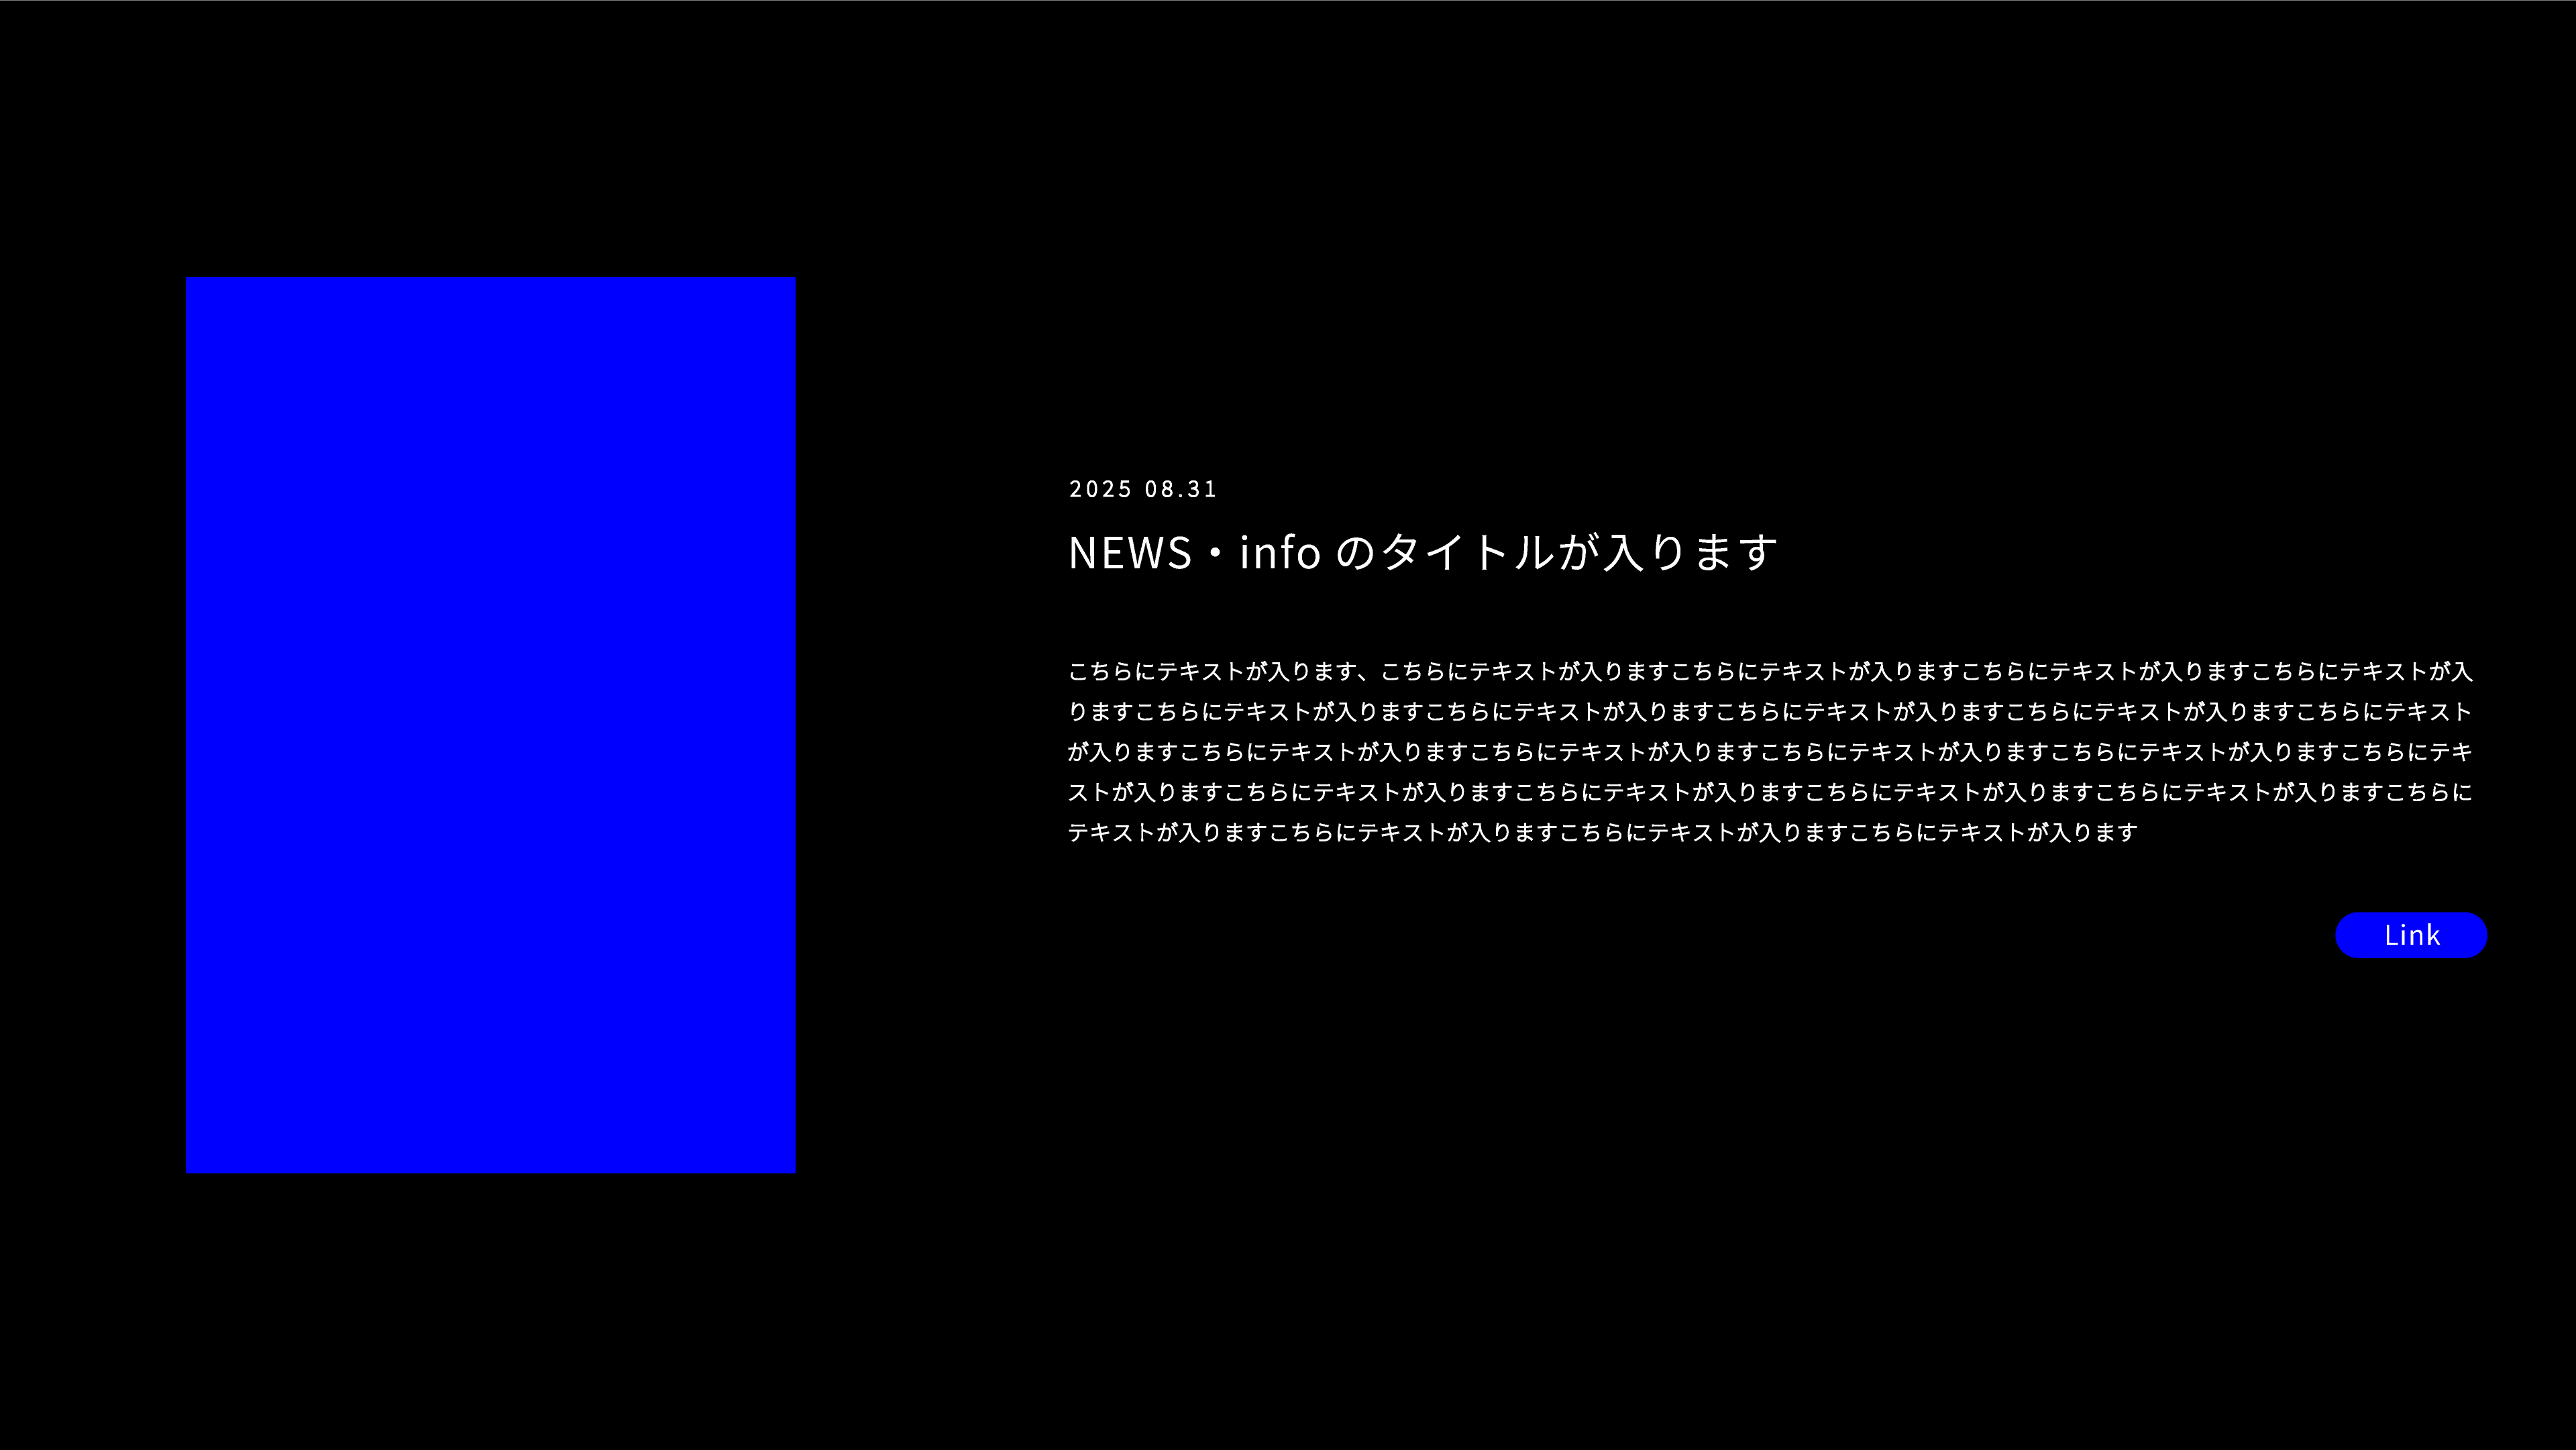 2025 08.31
NEWS・info のタイトルが入ります
こちらにテキストが入ります、こちらにテキストが入りますこちらにテキストが入りますこちらにテキストが入りますこちらにテキストが入
りますこちらにテキストが入りますこちらにテキストが入りますこちらにテキストが入りますこちらにテキストが入りますこちらにテキスト
が入りますこちらにテキストが入りますこちらにテキストが入りますこちらにテキストが入りますこちらにテキストが入りますこちらにテキ
ストが入りますこちらにテキストが入りますこちらにテキストが入りますこちらにテキストが入りますこちらにテキストが入りますこちらに
テキストが入りますこちらにテキストが入りますこちらにテキストが入りますこちらにテキストが入ります
Link